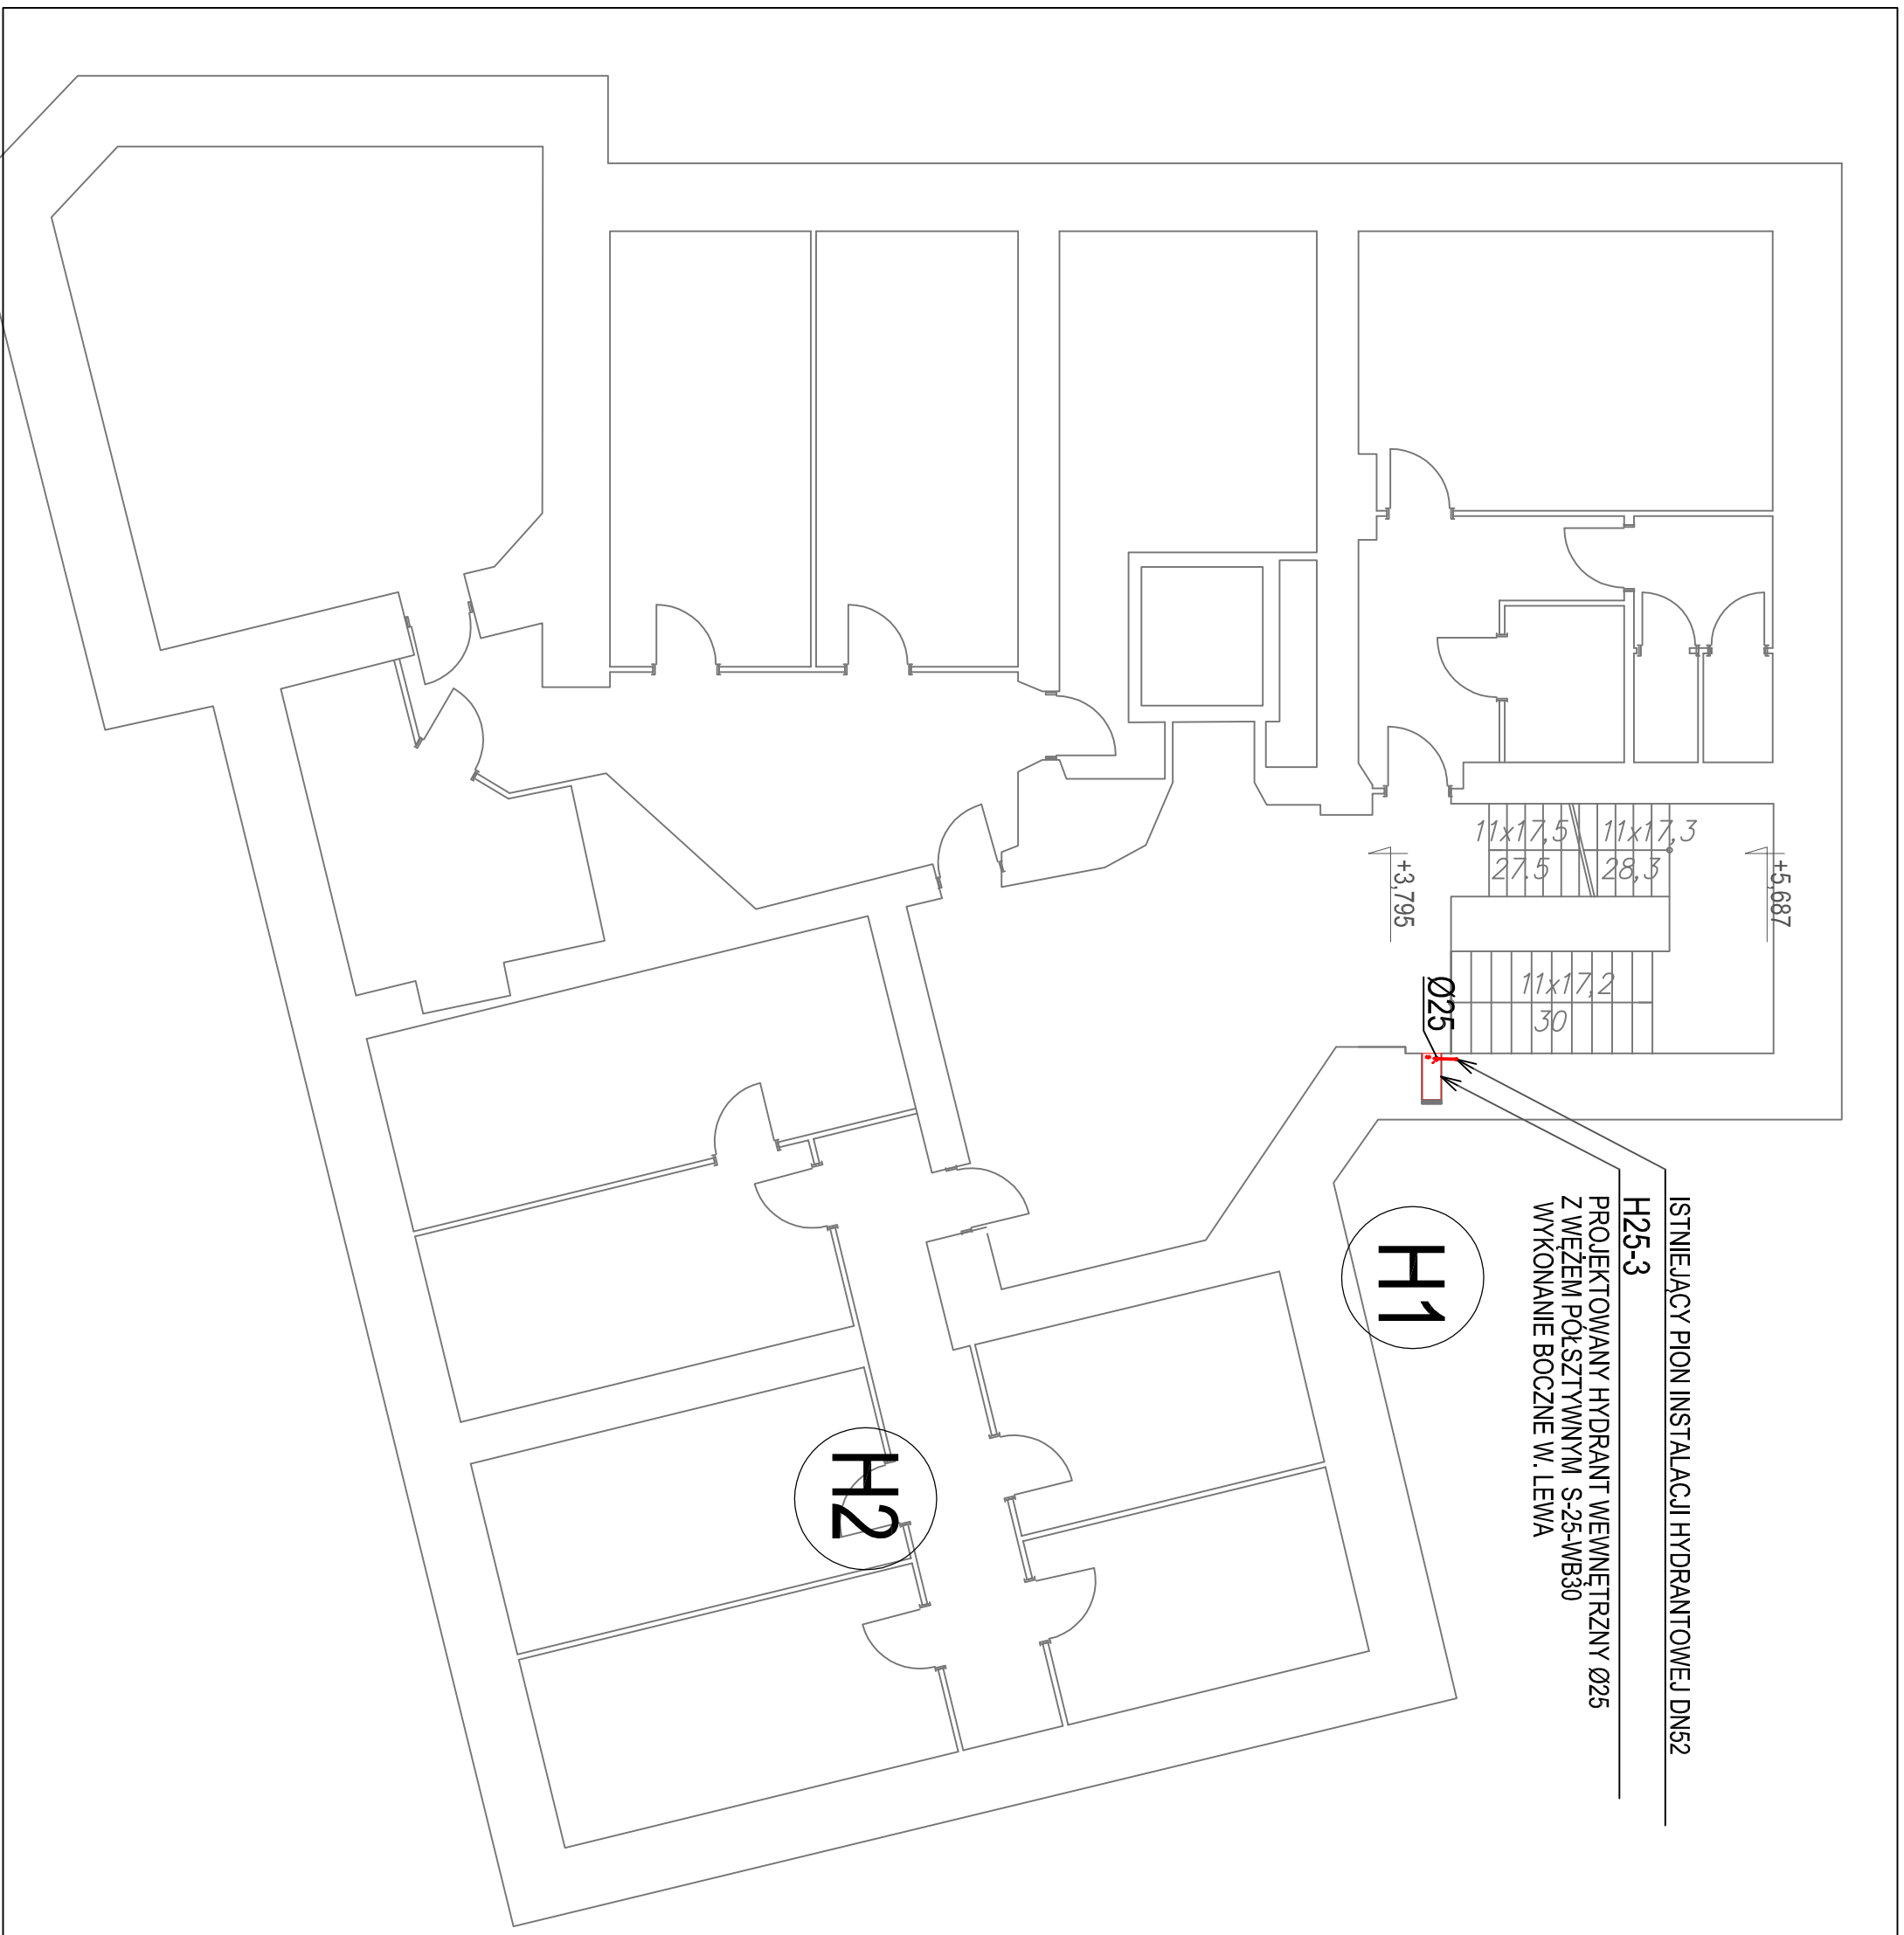 ISTNIEJĄCY PION INSTALACJI HYDRANTOWEJ DN52
H25-3
PROJEKTOWANY HYDRANT WEWNĘTRZNY Ø25
Z WĘŻEM PÓŁSZTYWNYM S-25-WB30
WYKONANIE BOCZNE W. LEWA
+5,687
+3,795
11x17,5
27.5
11x17,3
28,3
11x17,2
30
Ø25
H1
H2